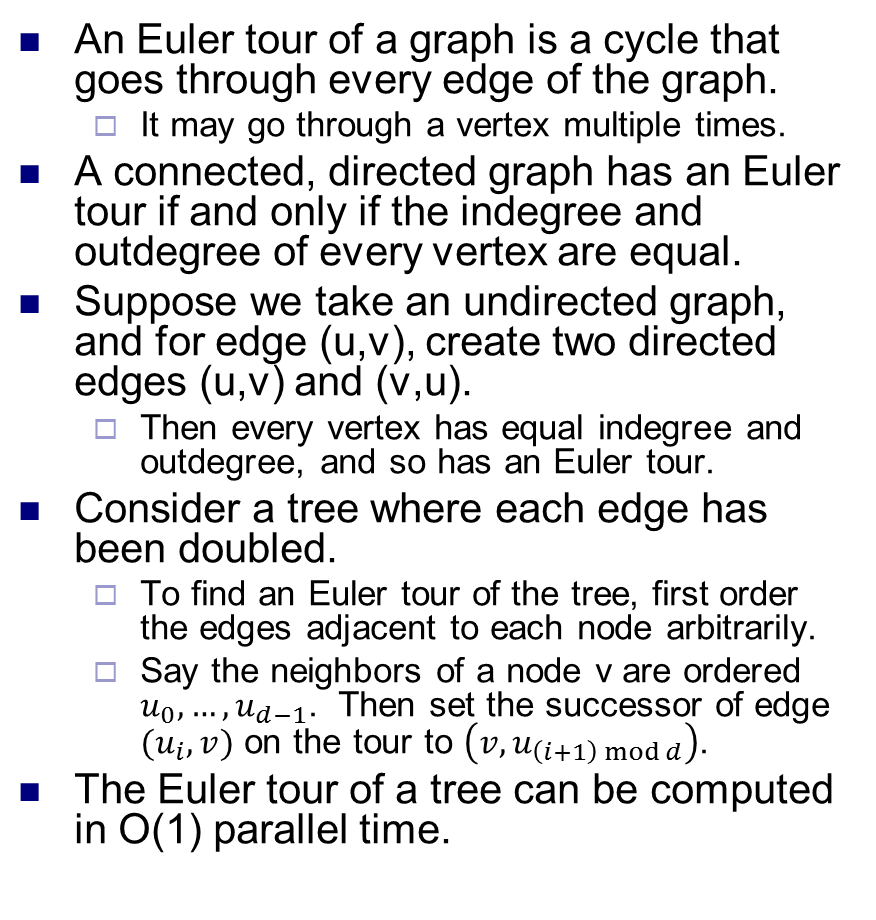 An Euler tour of a graph is a cycle that
goes through every edge of the graph.
It may go through a vertex multiple times.
A connected, directed graph has an Euler
tour if and only if the indegree and
outdegree of every vertex are equal.
Suppose we take an undirected graph,
and for edge (u,v), create two directed
edges (u,v) and (v,u).
Then every vertex has equal indegree and
outdegree, and so has an Euler tour.
Consider a tree where each edge has
been doubled.
To find an Euler tour of the tree, first order
the edges adjacent to each node arbitrarily.
Say the neighbors of a node v are ordered
𝑢₀, … , 𝑢_{𝑑−1}. Then set the successor of edge
(𝑢ᵢ, 𝑣) on the tour to (𝑣, 𝑢_{(𝑖+1) mod 𝑑}).
The Euler tour of a tree can be computed
in O(1) parallel time.